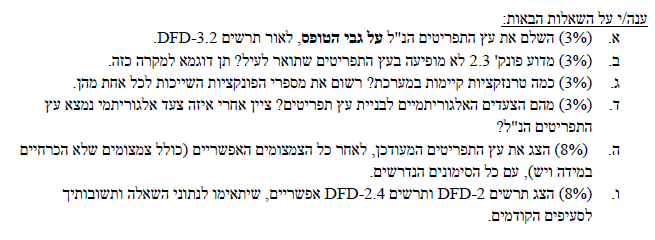 ענה/י על השאלות הבאות:
א. (3%) השלם את עץ התפריטים הנ"ל על גבי הטופס, לאור תרשים DFD-3.2.
ב. (3%) מדוע פונק' 2.3 לא מופיעה בעץ התפריטים שתואר לעיל? תן דוגמא למקרה כזה.
ג. (3%) כמה טרנזקציות קיימות במערכת? רשום את מספרי הפונקציות השייכות לכל אחת מהן.
ד. (3%) מהם הצעדים האלגוריתמיים לבניית עץ תפריטים? ציין אחרי איזה צעד אלגוריתמי נמצא עץ
התפריטים הנ"ל?
ה. (8%) הצג את עץ התפריטים המעודכן, לאחר כל הצמצומים האפשריים (כולל צמצומים שלא הכרחיים
במידה ויש), עם כל הסימונים הנדרשים.
ו. (8%) הצג תרשים DFD-2 ותרשים DFD-2.4 אפשריים, שיתאימו לנתוני השאלה ותשובותיך
לסעיפים הקודמים.